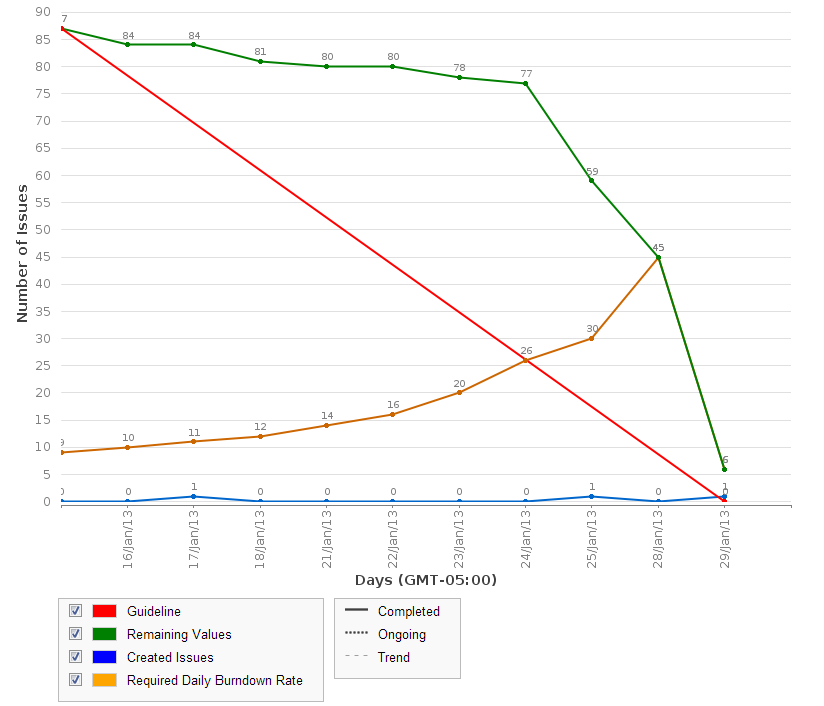 90
85
80
75
70
65
60
55
50
45
40
35
30
25
20
15
10
5
0
Number of Issues
7
84
84
81
80
80
78
77
59
45
6
9
10
11
12
14
16
20
26
30
0
0
1
0
0
0
0
0
1
0
1
0
16/Jan/13
17/Jan/13
18/Jan/13
21/Jan/13
22/Jan/13
23/Jan/13
24/Jan/13
25/Jan/13
28/Jan/13
29/Jan/13
Days (GMT-05:00)
Guideline
Remaining Values
Created Issues
Required Daily Burndown Rate
Completed
Ongoing
Trend